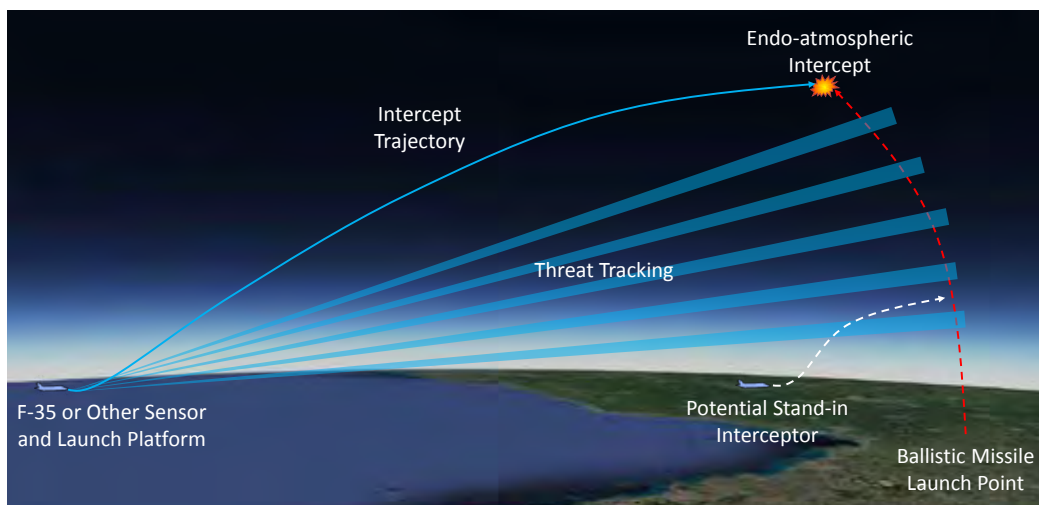 Endo-atmospheric
Intercept
Intercept
Trajectory
Threat Tracking
F-35 or Other Sensor
and Launch Platform
Potential Stand-in
Interceptor
Ballistic Missile
Launch Point